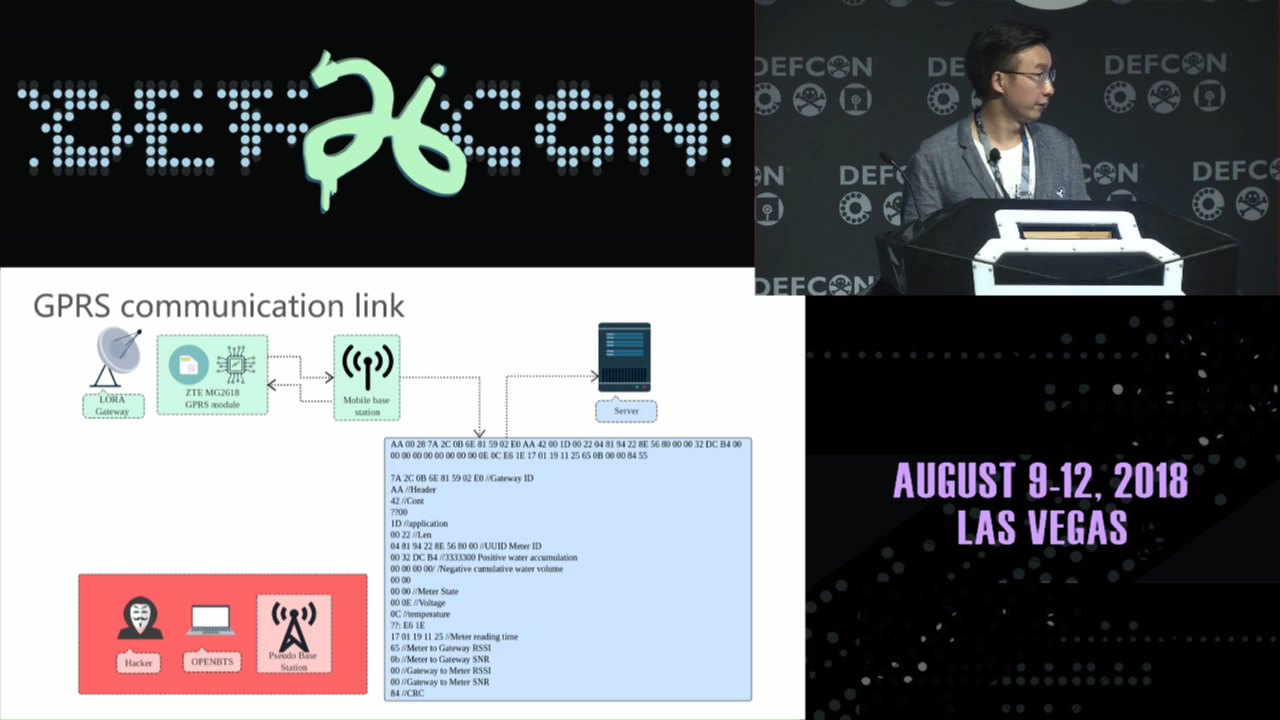 DEFCON
26
DEFCON
DE
DEFCON
N
DEFC
CON
DEFC
DEFCON
GPRS communication link
LORA
Gateway
ZTE MG2618
GPRS module
Mobile base
station
Server
AA 00 28 7A 2C 0B 6E 81 59 02 E0 AA 42 00 1D 00 22 04 81 94 22 8E 56 80 00 00 32 DC B4 00
00 00 00 00 00 00 00 0E 0C E6 1E 17 01 19 11 25 65 0B 00 00 84 55
7A 2C 0B 6E 81 59 02 E0 //Gateway ID
AA //Header
42 //Cont
??00
1D //application
00 22 //Len
04 81 94 22 8E 56 80 00 //UUID Meter ID
00 32 DC B4 //3333300 Positive water accumulation
00 00 00 00/ /Negative cumulative water volume
00 00
00 00 //Meter State
00 0E //Voltage
0C //temperature
??: E6 1E
17 01 19 11 25 //Meter reading time
65 //Meter to Gateway RSSI
0b //Meter to Gateway SNR
00 //Gateway to Meter RSSI
00 //Gateway to Meter SNR
84 //CRC
Hacker
OPENBTS
Pseudo Base
Station
AUGUST 9-12, 2018
LAS VEGAS